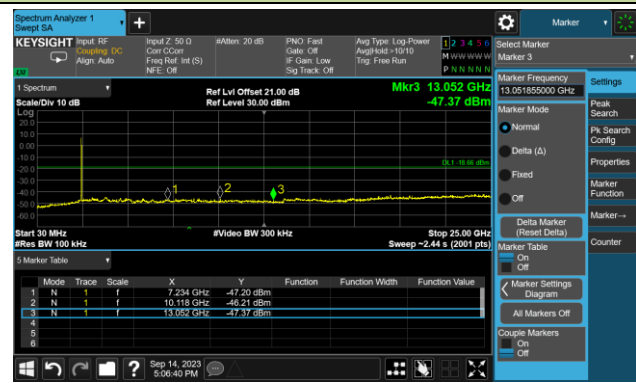 Spectrum Analyzer 1
Swept SA
Marker
KEYSIGHT
Input: RF
Coupling: DC
Align: Auto
Input Z: 50 Ω
Corr CCorr
Freq Ref: Int (S)
NFE: Off
#Atten: 20 dB
PNO: Fast
Gate: Off
IF Gain: Low
Sig Track: Off
Avg Type: Log-Power
Avg|Hold:>10/10
Trig: Free Run
1 2 3 4 5 6
M W W W W W
P N N N N N
Select Marker
Marker 3
1 Spectrum
Scale/Div 10 dB
Log
Ref Lvl Offset 21.00 dB
Ref Level 30.00 dBm
Mkr3 13.052 GHz
-47.37 dBm
20.0
10.0
0.00
-10.0
-20.0
-30.0
-40.0
-50.0
-60.0
DL1 -18.66 dBm
1
2
3
Start 30 MHz
#Res BW 100 kHz
#Video BW 300 kHz
Stop 25.00 GHz
Sweep ~2.44 s (2001 pts)
5 Marker Table
Mode Trace Scale X Y Function Function Width Function Value
1 N 1 f 7.234 GHz -47.20 dBm
2 N 1 f 10.118 GHz -46.21 dBm
3 N 1 f 13.052 GHz -47.37 dBm
4
5
6
Marker Frequency
13.051855000 GHz
Marker Mode
Normal
Delta (Δ)
Fixed
Off
Delta Marker
(Reset Delta)
Marker Table
On
Off
Marker Settings
Diagram
All Markers Off
Couple Markers
On
Off
Settings
Peak
Search
Pk Search
Config
Properties
Marker
Function
Marker→
Counter
Sep 14, 2023
5:06:40 PM